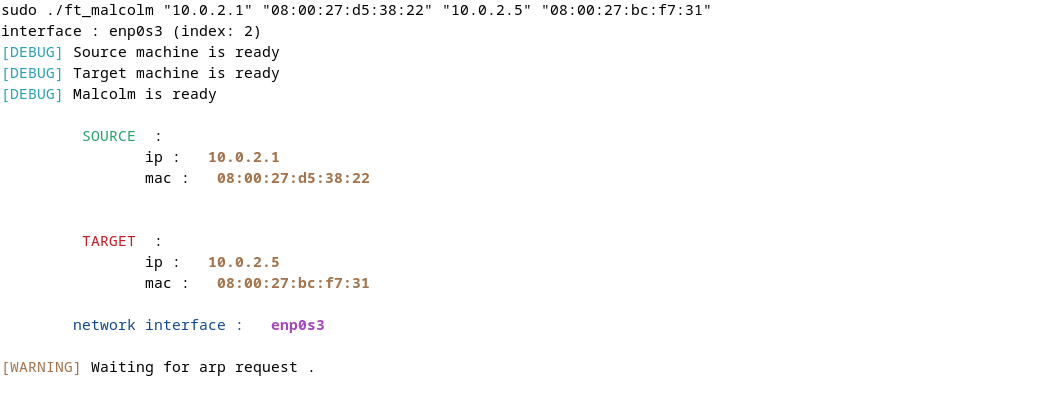 sudo ./ft_malcolm "10.0.2.1" "08:00:27:d5:38:22" "10.0.2.5" "08:00:27:bc:f7:31"
interface : enp0s3 (index: 2)
[DEBUG] Source machine is ready
[DEBUG] Target machine is ready
[DEBUG] Malcolm is ready
SOURCE :
ip : 10.0.2.1
mac : 08:00:27:d5:38:22
TARGET :
ip : 10.0.2.5
mac : 08:00:27:bc:f7:31
network interface : enp0s3
[WARNING] Waiting for arp request .